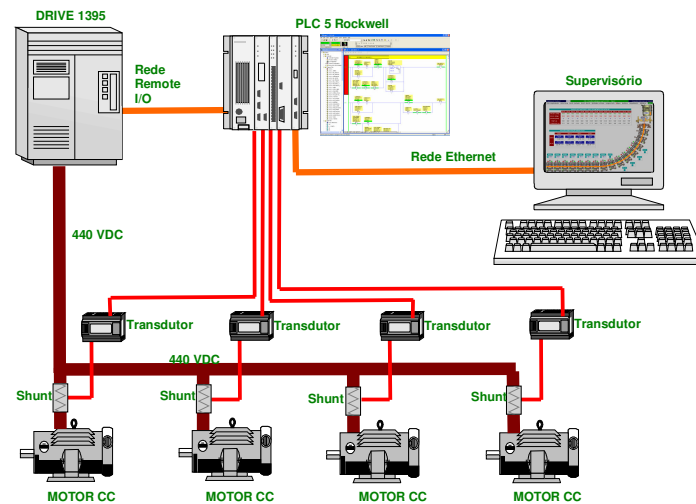 DRIVE 1395
PLC 5 Rockwell
Rede
Remote
I/O
Supervisório
Rede Ethernet
440 VDC
Transdutor
Transdutor
Transdutor
Transdutor
440 VDC
Shunt
Shunt
Shunt
Shunt
MOTOR CC
MOTOR CC
MOTOR CC
MOTOR CC